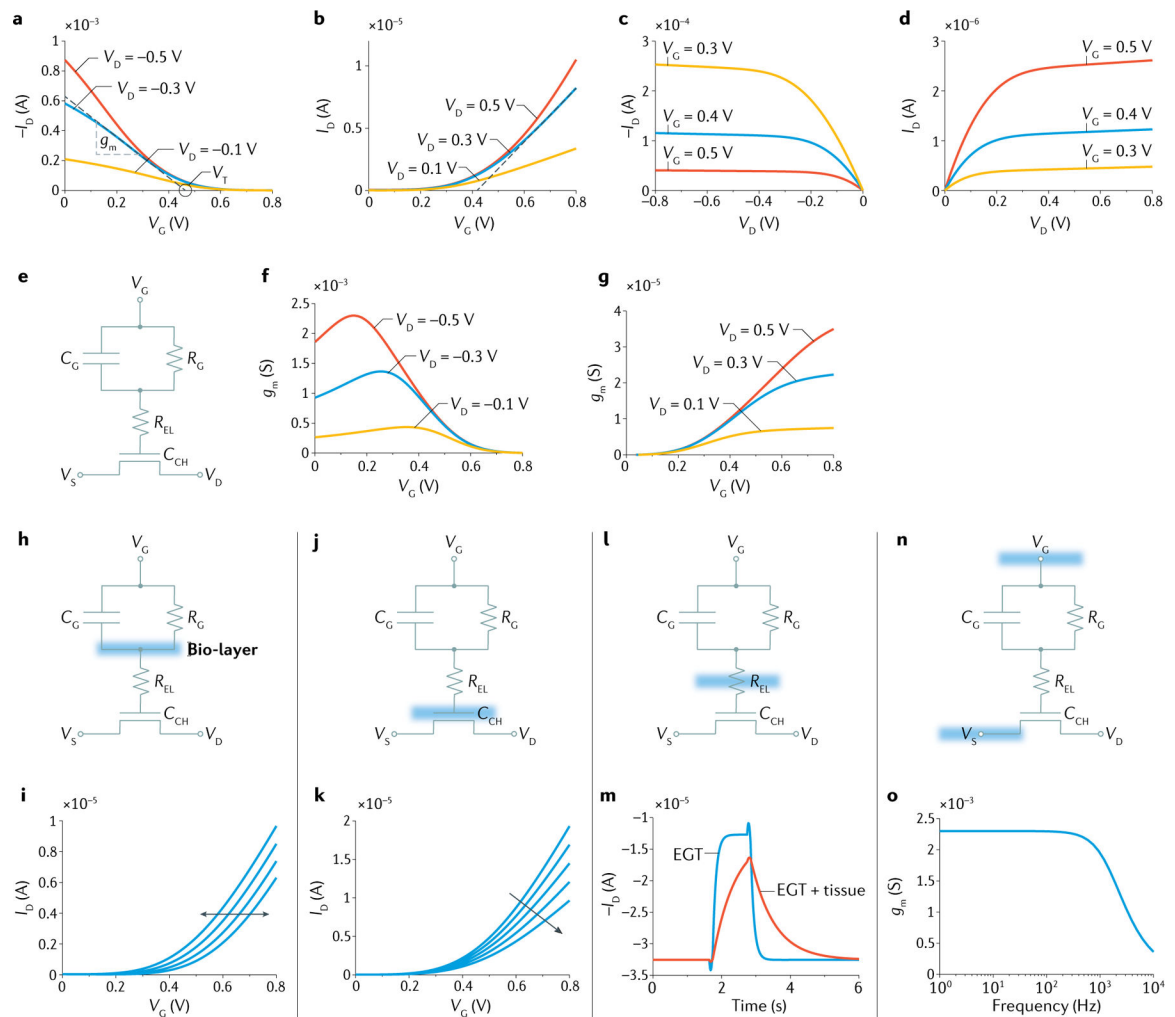 a
×10⁻³
1
0.8
0.6
0.4
0.2
0
0 0.2 0.4 0.6 0.8
−I_D (A)
V_G (V)
V_D = −0.5 V
V_D = −0.3 V
g_m
V_D = −0.1 V
V_T
b
×10⁻⁵
1
0.5
0
0 0.2 0.4 0.6 0.8
I_D (A)
V_G (V)
V_D = 0.5 V
V_D = 0.3 V
V_D = 0.1 V
c
×10⁻⁴
3
2
1
0
−0.8 −0.6 −0.4 −0.2 0
−I_D (A)
V_D (V)
V_G = 0.3 V
V_G = 0.4 V
V_G = 0.5 V
d
×10⁻⁶
3
2
1
0
0 0.2 0.4 0.6 0.8
I_D (A)
V_D (V)
V_G = 0.5 V
V_G = 0.4 V
V_G = 0.3 V
e
V_G
C_G
R_G
R_EL
C_CH
V_S
V_D
f
×10⁻³
2.5
2
1.5
1
0.5
0
0 0.2 0.4 0.6 0.8
g_m (S)
V_G (V)
V_D = −0.5 V
V_D = −0.3 V
V_D = −0.1 V
g
×10⁻⁵
4
3
2
1
0
0 0.2 0.4 0.6 0.8
g_m (S)
V_G (V)
V_D = 0.5 V
V_D = 0.3 V
V_D = 0.1 V
h
V_G
C_G
R_G
Bio-layer
R_EL
C_CH
V_S
V_D
j
V_G
C_G
R_G
R_EL
C_CH
V_S
V_D
l
V_G
C_G
R_G
R_EL
C_CH
V_S
V_D
n
V_G
C_G
R_G
R_EL
C_CH
V_S
V_D
i
×10⁻⁵
1
0.8
0.6
0.4
0.2
0
0 0.2 0.4 0.6 0.8
I_D (A)
V_G (V)
k
×10⁻⁵
2
1.5
1
0.5
0
0 0.2 0.4 0.6 0.8
I_D (A)
V_G (V)
m
×10⁻⁵
−1
−1.5
−2
−2.5
−3
−3.5
0 2 4 6
−I_D (A)
Time (s)
EGT
EGT + tissue
o
×10⁻³
2.5
2.0
1.5
1.0
0.5
0
10⁰ 10¹ 10² 10³ 10⁴
g_m (S)
Frequency (Hz)